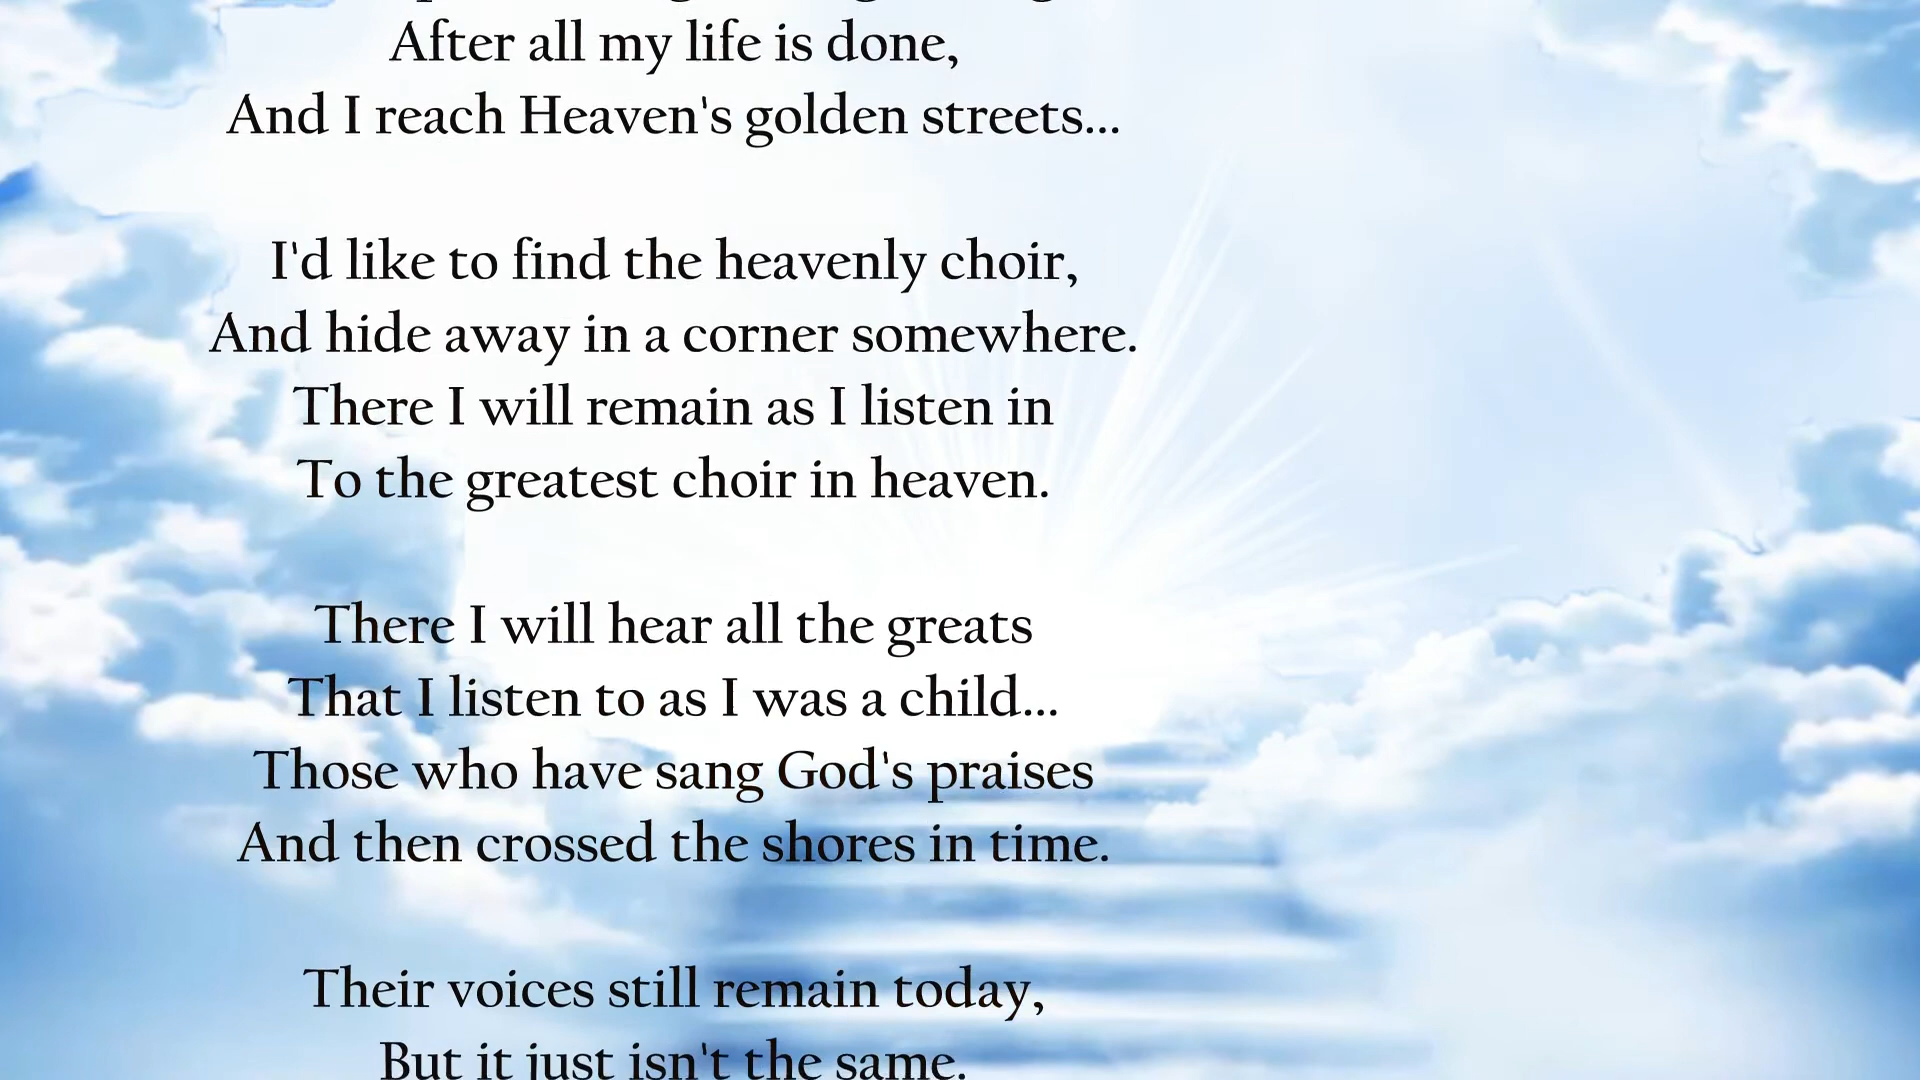 After all my life is done,
And I reach Heaven's golden streets...
I'd like to find the heavenly choir,
And hide away in a corner somewhere.
There I will remain as I listen in
To the greatest choir in heaven.
There I will hear all the greats
That I listen to as I was a child...
Those who have sang God's praises
And then crossed the shores in time.
Their voices still remain today,
But it just isn't the same.